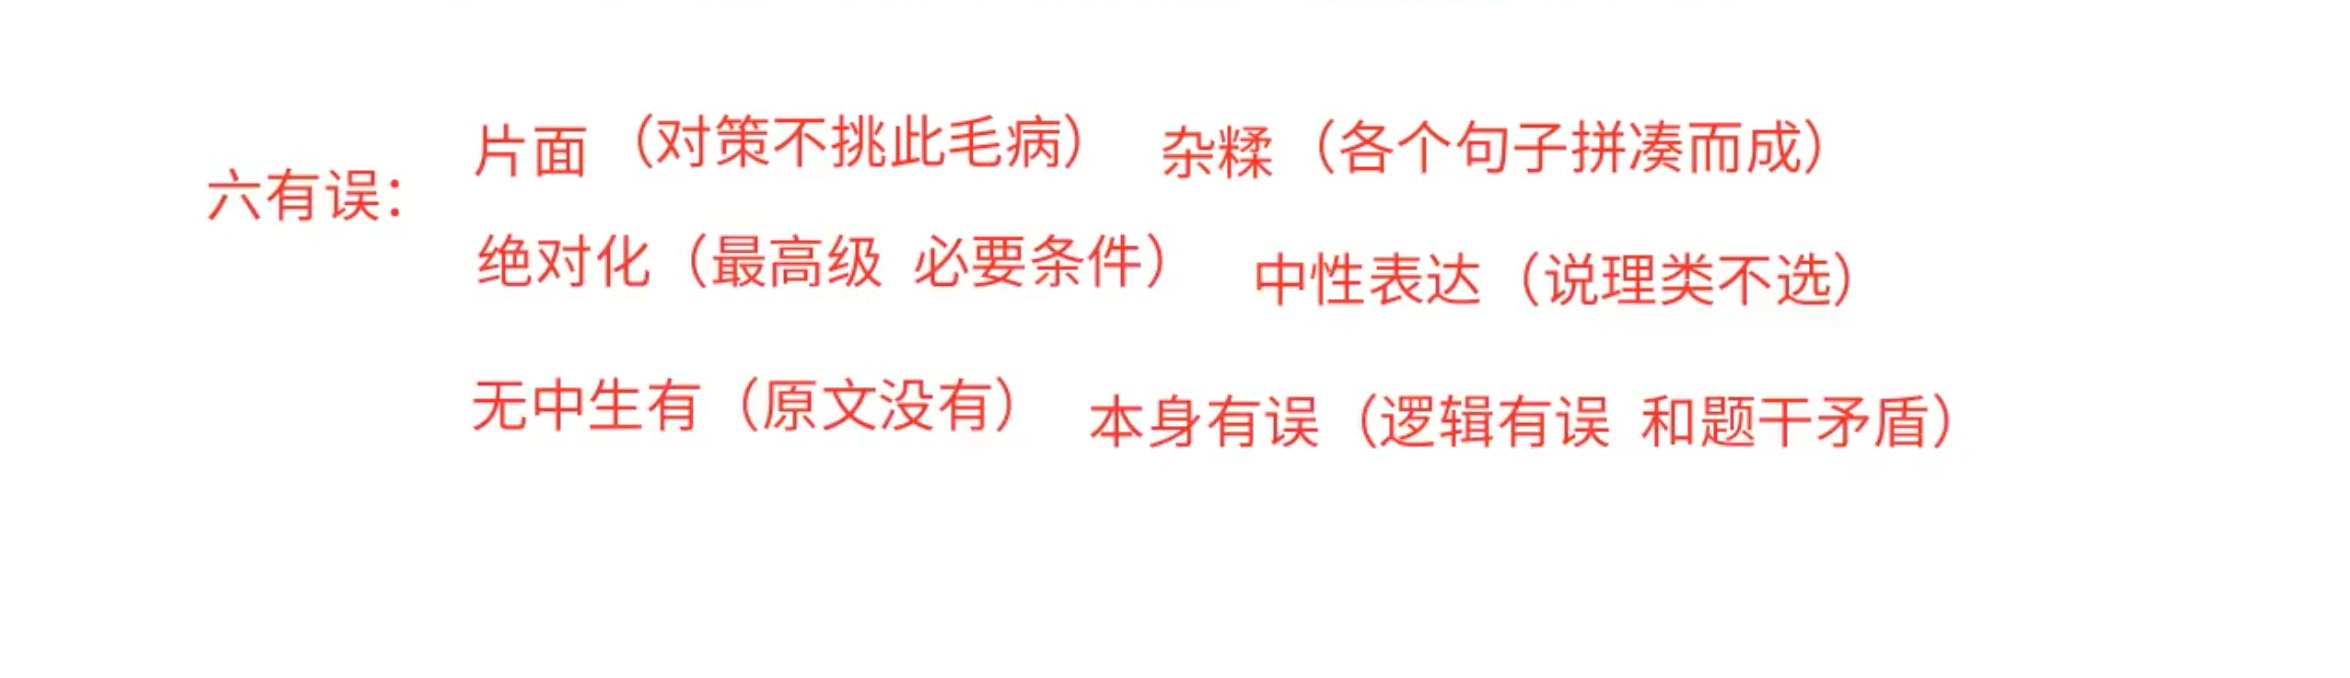 片面（对策不挑此毛病） 杂糅（各个句子拼凑而成）
六有误：
绝对化（最高级 必要条件） 中性表达（说理类不选）
无中生有（原文没有） 本身有误（逻辑有误 和题干矛盾）